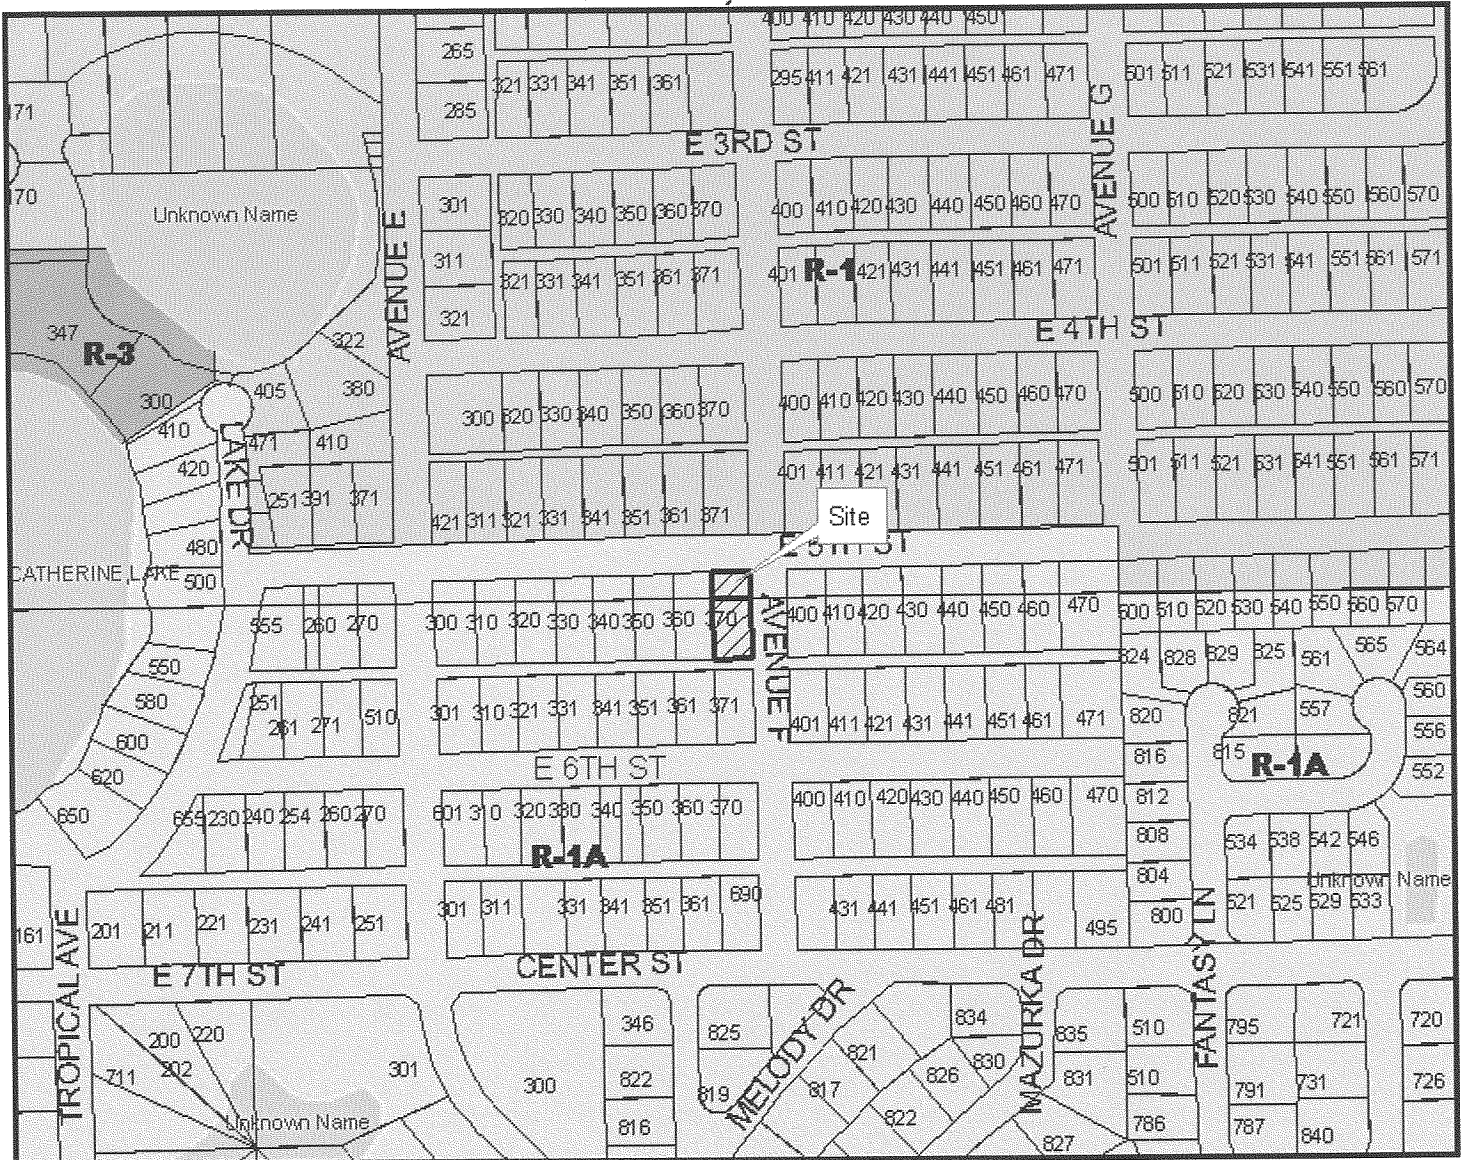 400 410 420 430 440 450
265
321 331 341 351 361
295 411 421 431 441 451 461 471
501 511 521 531 541 551 561
171
285
E 3RD ST
AVENUE G
170
Unknown Name
301
320 330 340 350 360 370
400 410 420 430 440 450 460 470
500 510 520 530 540 550 560 570
AVENUE E
311
321 331 341 351 361 371
401 R-1 421 431 441 451 461 471
501 511 521 531 541 551 561 571
321
E 4TH ST
347
R-3
322
300
405
380
300 320 330 340 350 360 370
400 410 420 430 440 450 460 470
500 510 520 530 540 550 560 570
410
LAKE DR
471
410
420
251 391 371
401 411 421 431 441 451 461 471
501 511 521 531 541 551 561 571
421 311 321 331 341 351 361 371
Site
480
E 5TH ST
CATHERINE LAKE
500
555 260 270
300 310 320 330 340 350 360 370
AVENUE F
400 410 420 430 440 450 460 470
500 510 520 530 540 550 560 570
550
824 828 829 825 561 565 564
580
251 261 271 510
301 310 321 331 341 351 361 371
401 411 421 431 441 451 461 471
560
820 821 557
556
600
816 815 R-1A
552
E 6TH ST
620
650
655 230 240 254 260 270
601 310 320 330 340 350 360 370
400 410 420 430 440 450 460 470
812
808
534 538 542 546
R-1A
804
Unknown Name
201 211 221 231 241 251
301 311 331 341 351 361 690
431 441 451 461 481 495
800
521 525 529 533
161
TROPICAL AVE
E 7TH ST
CENTER ST
MAZURKA DR
FANTASY LN
MELODY DR
200 220
346
825
834
835
510
795
721
720
711 202
301
300
822
819
821
817
826
830
831
510
791
731
726
Unknown Name
816
822
827
786
787
840